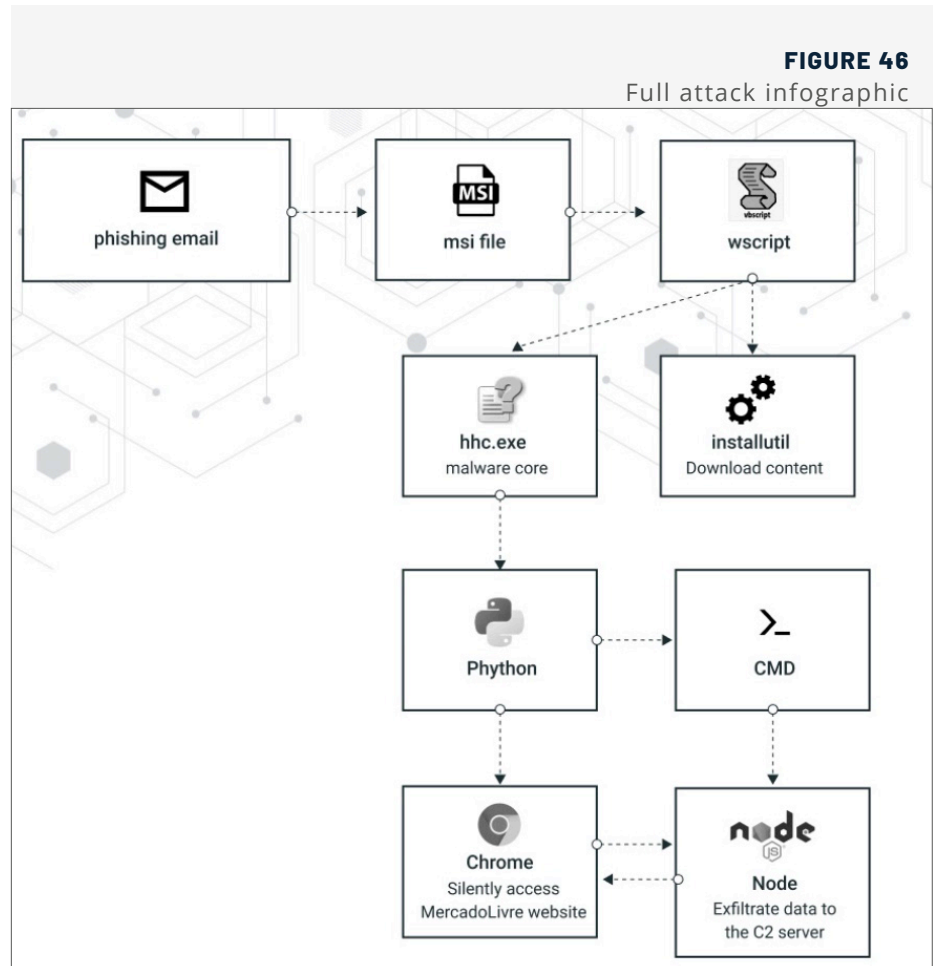 FIGURE 46
Full attack infographic
phishing email
MSI
msi file
vbscript
wscript
hhc.exe
malware core
installutil
Download content
Phython
>_
CMD
Chrome
Silently access
MercadoLivre website
node
JS
Node
Exfiltrate data to
the C2 server